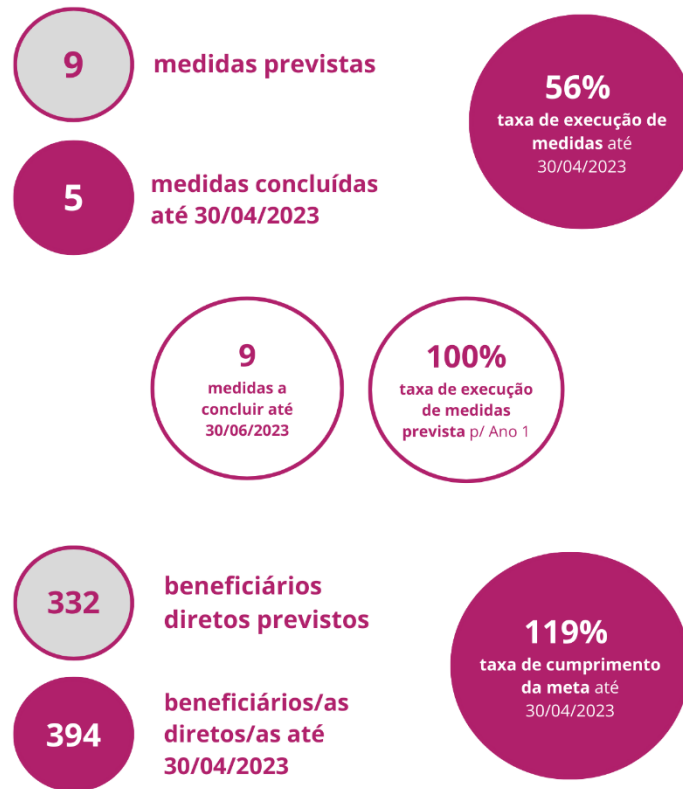 9
medidas previstas
56%
taxa de execução de
medidas até
30/04/2023
5
medidas concluídas
até 30/04/2023
9
medidas a
concluir até
30/06/2023
100%
taxa de execução
de medidas
prevista p/ Ano 1
332
beneficiários
diretos previstos
119%
taxa de cumprimento
da meta até
30/04/2023
394
beneficiários/as
diretos/as até
30/04/2023